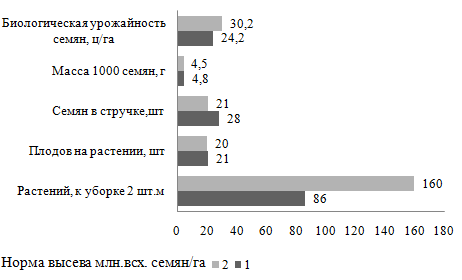 Биологическая урожайность
семян, ц/га
30,2
24,2
Масса 1000 семян, г
4,5
4,8
Семян в стручке,шт
21
28
Плодов на растении, шт
20
21
Растений, к уборке 2 шт.м
160
86
0 20 40 60 80 100 120 140 160 180
Норма высева млн.всх. семян/га 2 1